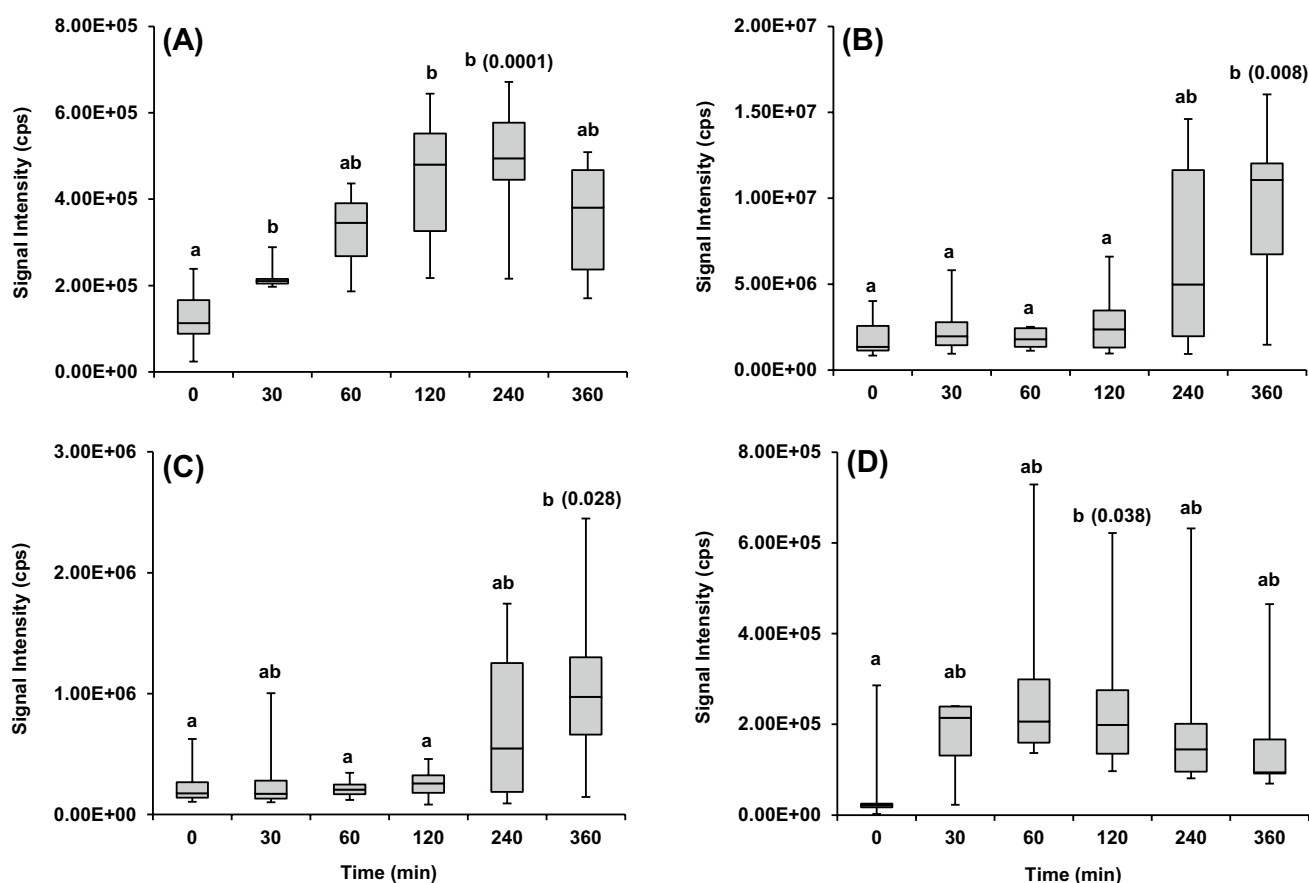 (A)
Signal Intensity (cps)
8.00E+05
6.00E+05
4.00E+05
2.00E+05
0.00E+00
a
b
ab
b
b (0.0001)
ab
0 30 60 120 240 360
(B)
Signal Intensity (cps)
2.00E+07
1.50E+07
1.00E+07
5.00E+06
0.00E+00
a
a
a
a
ab
b (0.008)
0 30 60 120 240 360
(C)
Signal Intensity (cps)
3.00E+06
2.00E+06
1.00E+06
0.00E+00
a
ab
a
a
ab
b (0.028)
0 30 60 120 240 360
Time (min)
(D)
Signal Intensity (cps)
8.00E+05
6.00E+05
4.00E+05
2.00E+05
0.00E+00
a
ab
ab
b (0.038)
ab
ab
0 30 60 120 240 360
Time (min)